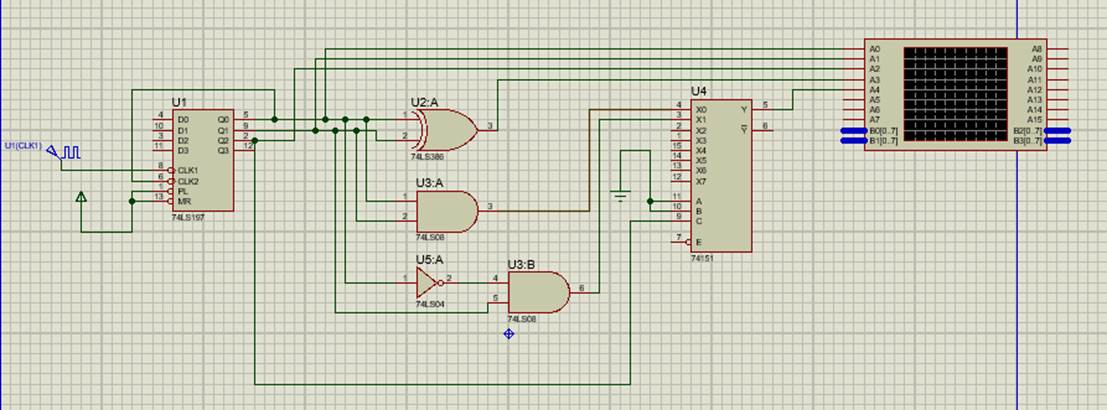 U1
4 D0 Q0 5
10 D1 Q1 9
3 D2 Q2 2
11 D3 Q3 12
8 CLK1
6 CLK2
1 PL
13 MR
74LS197
U1(CLK1)
U2:A
1
2
3
74LS386
U3:A
1
2
3
74LS08
U5:A
1 2
74LS04
U3:B
4
5
6
74LS08
U4
4 X0 Y 5
3 X1
2 X2 Y 6
1 X3
15 X4
14 X5
13 X6
12 X7
11 A
10 B
9 C
7 E
74151
A0 A8
A1 A9
A2 A10
A3 A11
A4 A12
A5 A13
A6 A14
A7 A15
B0[0..7] B2[0..7]
B1[0..7] B3[0..7]